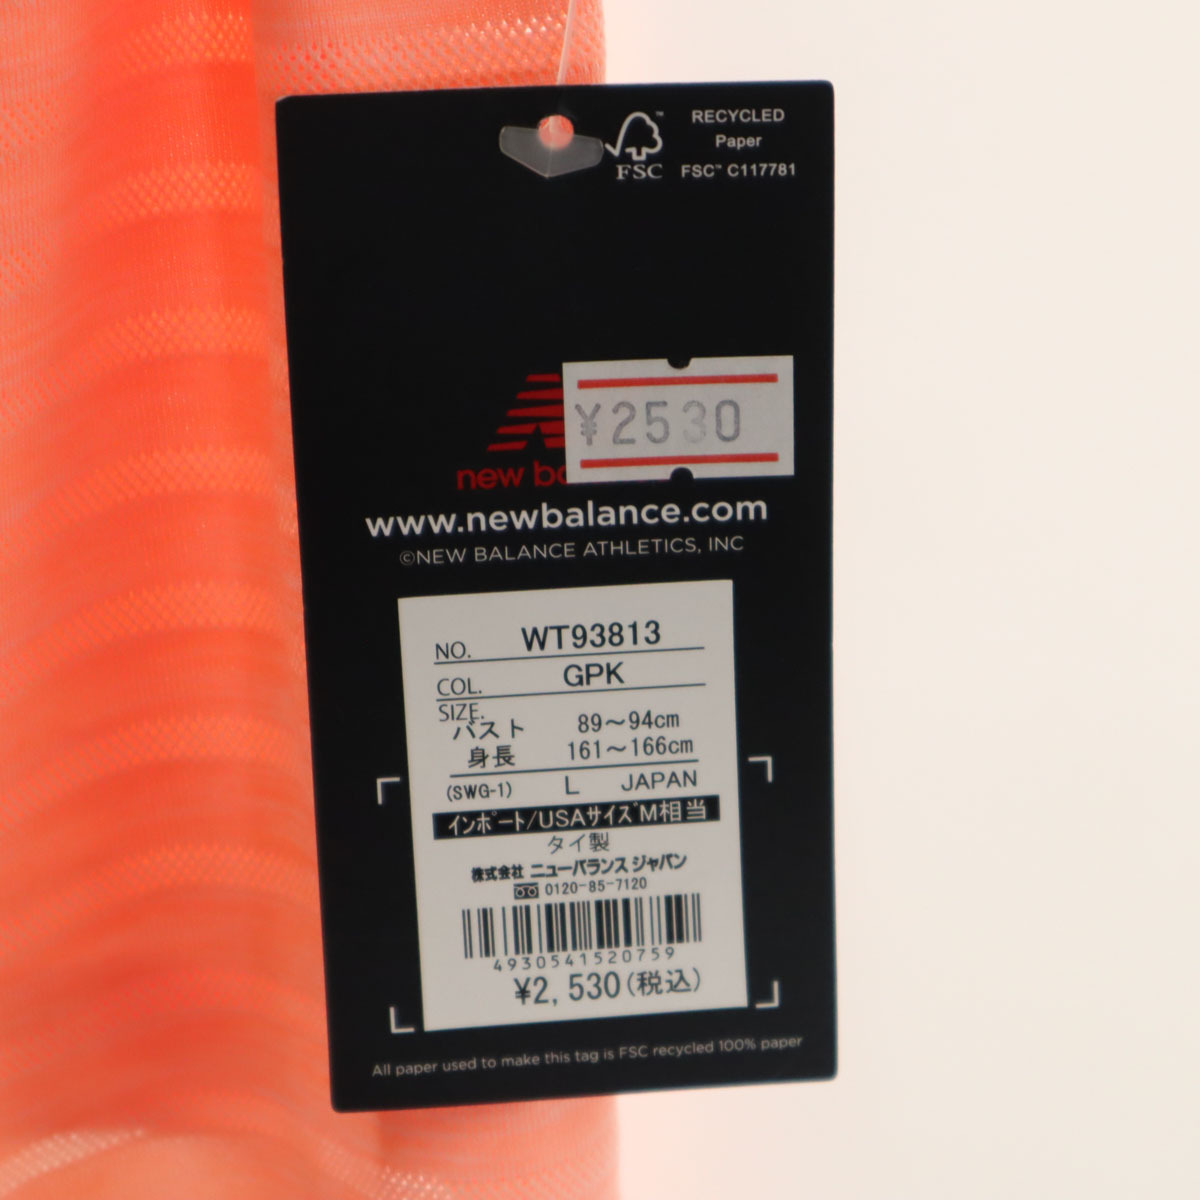 RECYCLED
Paper
FSC™ C117781
FSC
¥2530
new ba
www.newbalance.com
©NEW BALANCE ATHLETICS, INC
NO. WT93813
COL. GPK
SIZE.
バスト 89～94cm
身長 161～166cm
(SWG-1) L JAPAN
インポート/USAサイズM相当
タイ製
株式会社 ニューバランス ジャパン
0120-85-7120
4930541520759
¥2,530(税込)
All paper used to make this tag is FSC recycled 100% paper